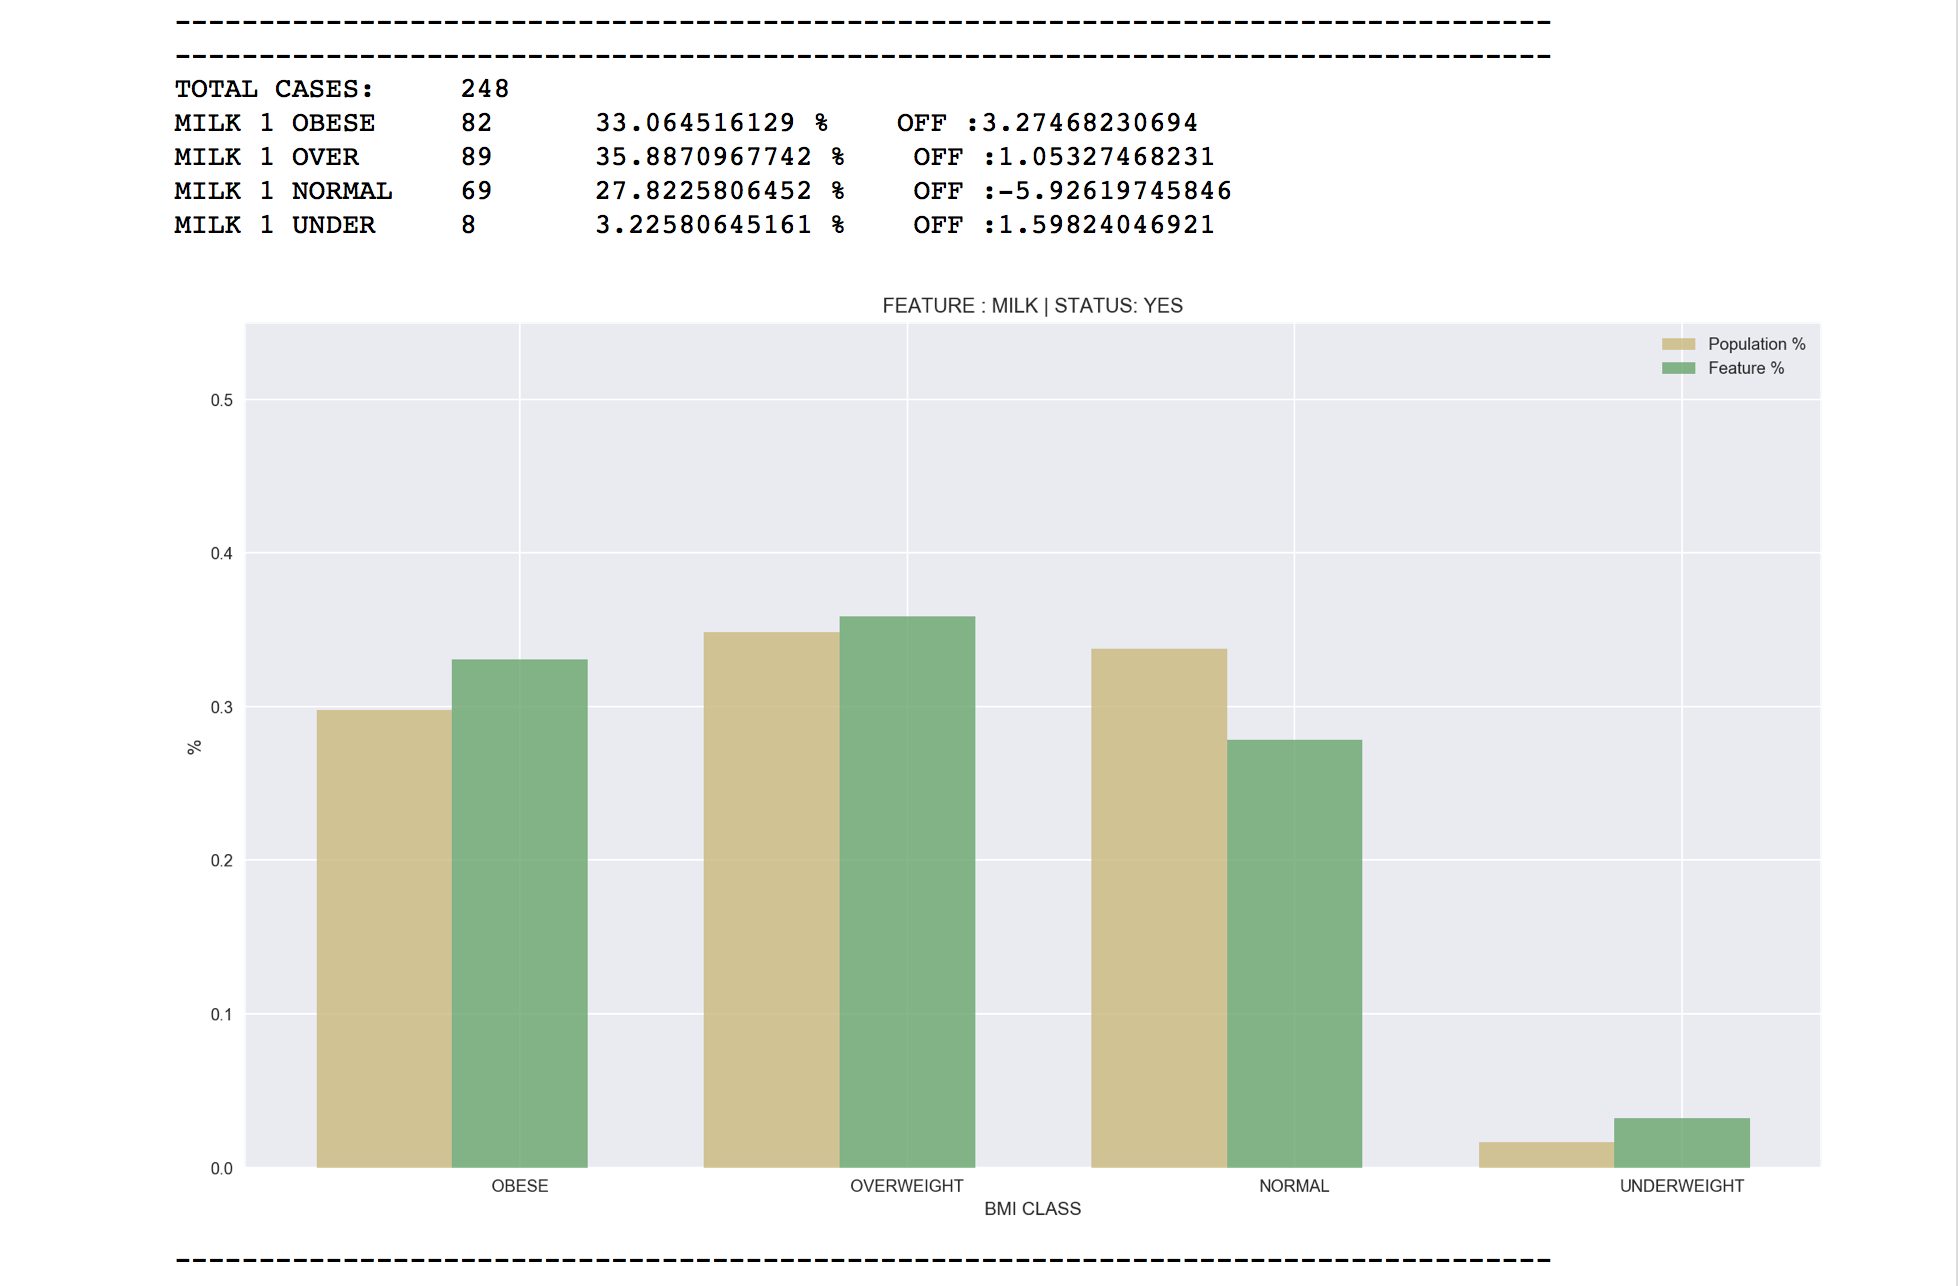 ---------------------------------------------------------------------------------
---------------------------------------------------------------------------------
TOTAL CASES: 248
MILK 1 OBESE 82 33.064516129 % OFF :3.27468230694
MILK 1 OVER 89 35.8870967742 % OFF :1.05327468231
MILK 1 NORMAL 69 27.8225806452 % OFF :-5.92619745846
MILK 1 UNDER 8 3.22580645161 % OFF :1.59824046921
FEATURE : MILK | STATUS: YES
Population %
Feature %
0.5
0.4
0.3
%
0.2
0.1
0.0
OBESE OVERWEIGHT NORMAL UNDERWEIGHT
BMI CLASS
---------------------------------------------------------------------------------